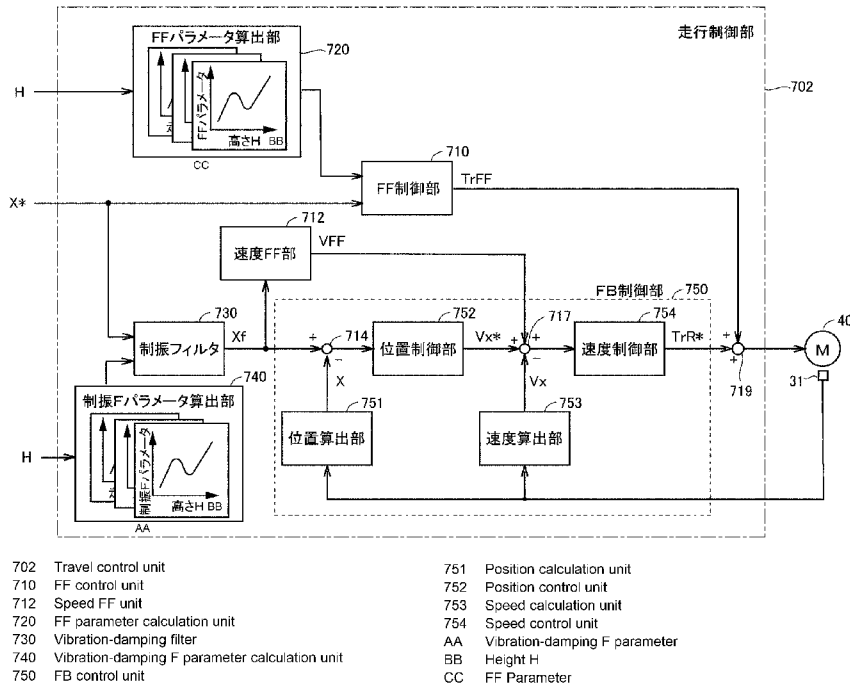 FFパラメータ算出部
720
走行制御部
702
H
FFパラメータ
高さH BB
CC
710
FF制御部
TrFF
X*
712
速度FF部
VFF
FB制御部
750
730
制振フィルタ
Xf
+
714
-
752
位置制御部
Vx*
+
+
717
-
754
速度制御部
TrR*
+
+
719
40
M
31
740
制振Fパラメータ算出部
X
751
位置算出部
Vx
753
速度算出部
H
制振Fパラメータ
高さH BB
AA
702 Travel control unit
710 FF control unit
712 Speed FF unit
720 FF parameter calculation unit
730 Vibration-damping filter
740 Vibration-damping F parameter calculation unit
750 FB control unit
751 Position calculation unit
752 Position control unit
753 Speed calculation unit
754 Speed control unit
AA Vibration-damping F parameter
BB Height H
CC FF Parameter